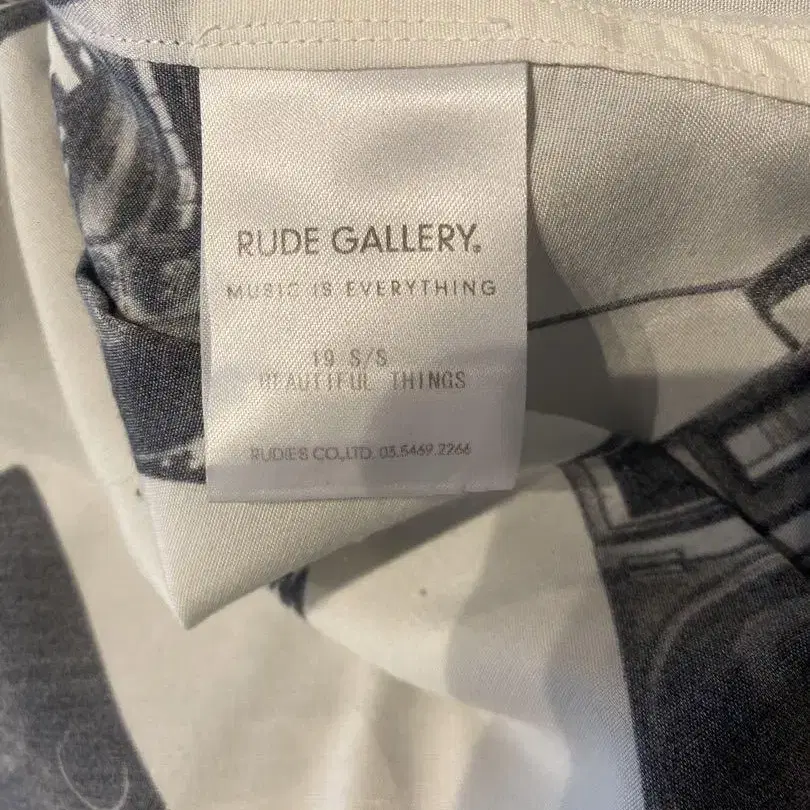 RUDE GALLERY.
MUSIC IS EVERYTHING
19 S/S
BEAUTIFUL THINGS
RUDIES CO.,LTD. 03.5469.2266